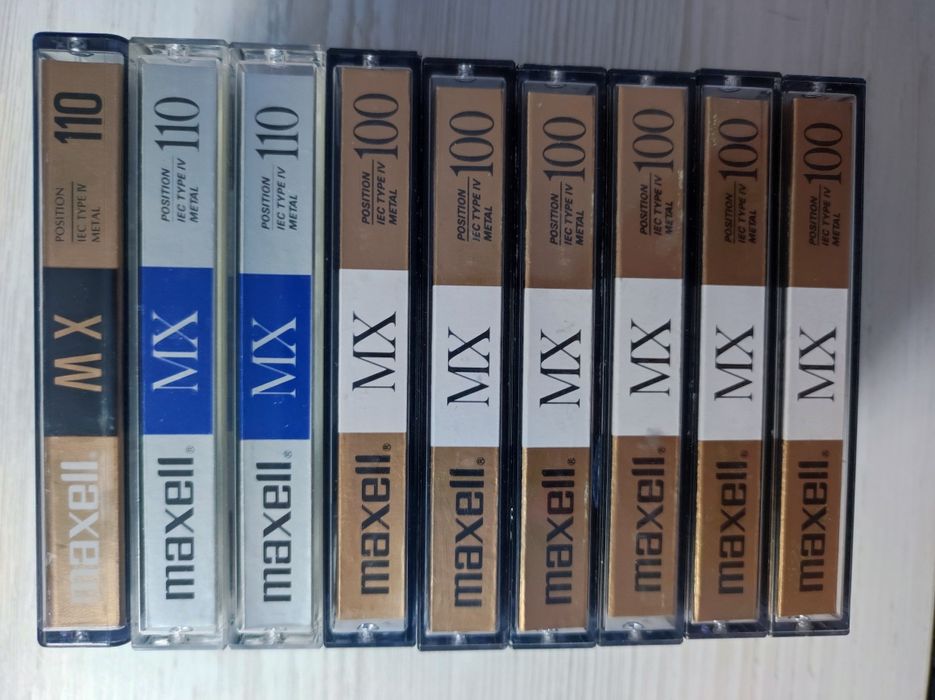 maxell®
MX
POSITION
IEC TYPE IV
METAL
110
maxell®
MX
POSITION
IEC TYPE IV
METAL
110
maxell®
MX
POSITION
IEC TYPE IV
METAL
110
maxell®
MX
POSITION
IEC TYPE IV
METAL
100
maxell®
MX
POSITION
IEC TYPE IV
METAL
100
maxell®
MX
POSITION
IEC TYPE IV
METAL
100
maxell®
MX
POSITION
IEC TYPE IV
METAL
100
maxell®
MX
POSITION
IEC TYPE IV
METAL
100
maxell®
MX
POSITION
IEC TYPE IV
METAL
100